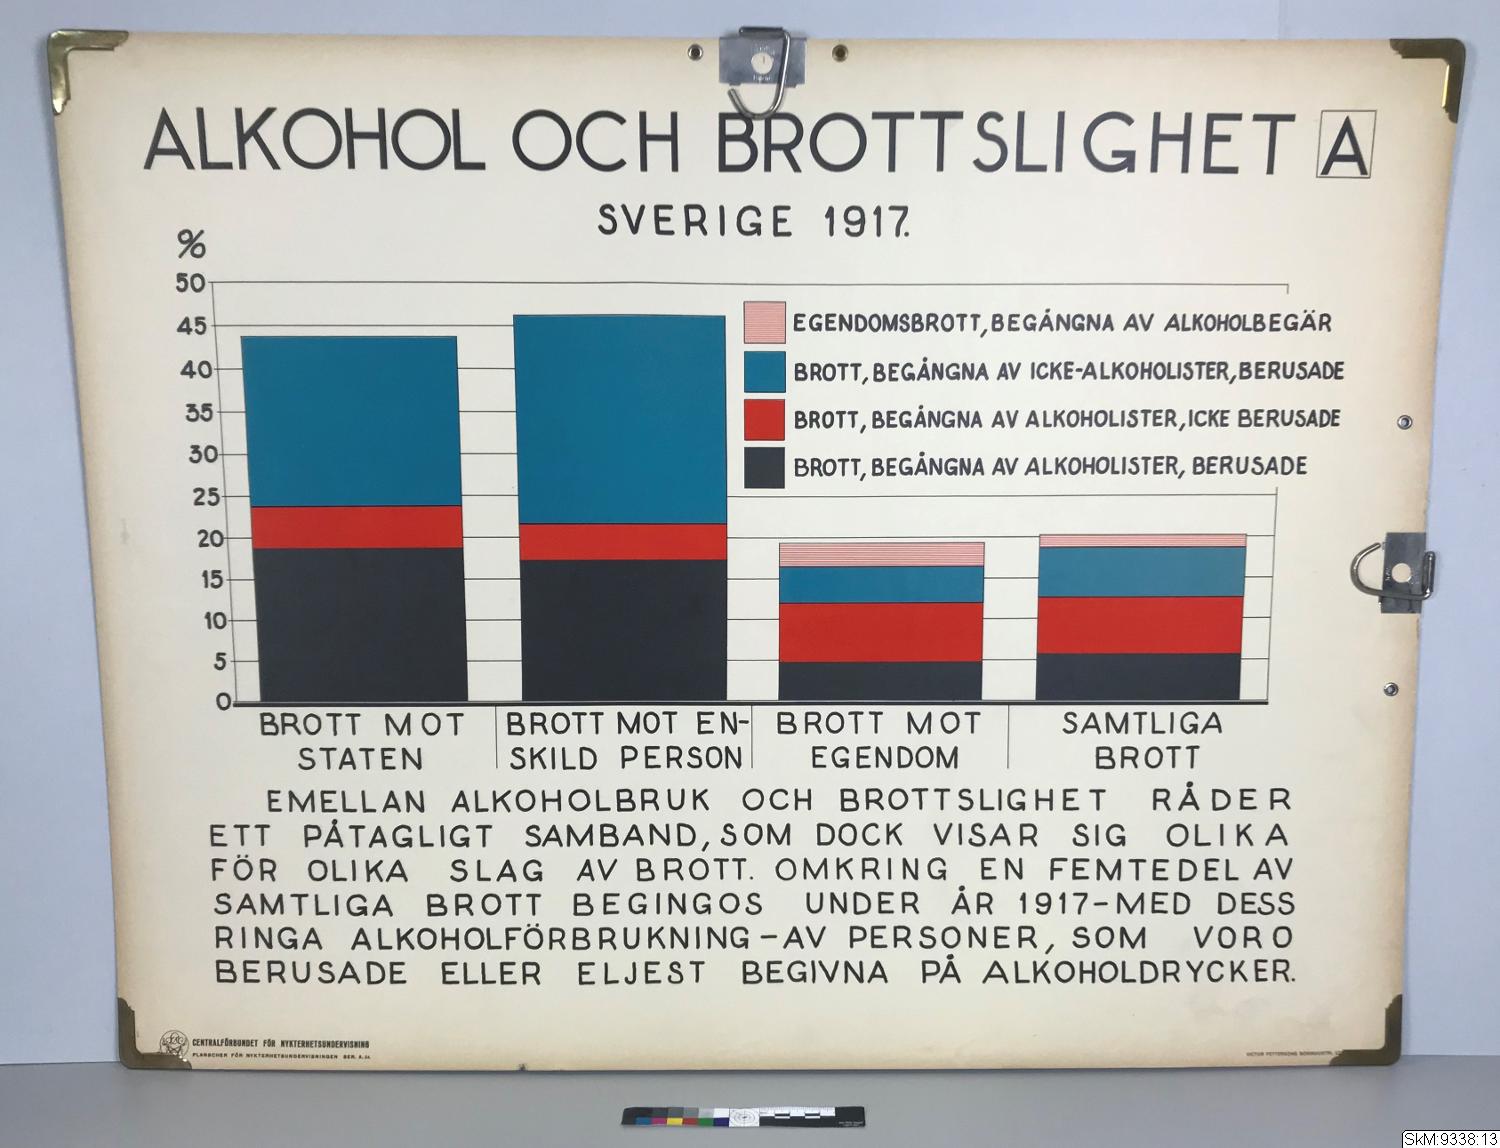 ALKOHOL OCH BROTTSLIGHET A
SVERIGE 1917.
%
50
45
40
35
30
25
20
15
10
5
0
EGENDOMSBROTT, BEGÅNGNA AV ALKOHOLBEGÄR
BROTT, BEGÅNGNA AV ICKE-ALKOHOLISTER, BERUSADE
BROTT, BEGÅNGNA AV ALKOHOLISTER, ICKE BERUSADE
BROTT, BEGÅNGNA AV ALKOHOLISTER, BERUSADE
BROTT MOT
STATEN
BROTT MOT EN-
SKILD PERSON
BROTT MOT
EGENDOM
SAMTLIGA
BROTT
EMELLAN ALKOHOLBRUK OCH BROTTSLIGHET RÅDER
ETT PÅTAGLIGT SAMBAND, SOM DOCK VISAR SIG OLIKA
FÖR OLIKA SLAG AV BROTT. OMKRING EN FEMTEDEL AV
SAMTLIGA BROTT BEGINGOS UNDER ÅR 1917-MED DESS
RINGA ALKOHOLFÖRBRUKNING-AV PERSONER, SOM VORO
BERUSADE ELLER ELJEST BEGIVNA PÅ ALKOHOLDRYCKER.
CENTRALFÖRBUNDET FÖR NYKTERHETSUNDERVISNING
PLANSCHER FÖR NYKTERHETSUNDERVISNINGEN SER. A.
SkM:9338:13